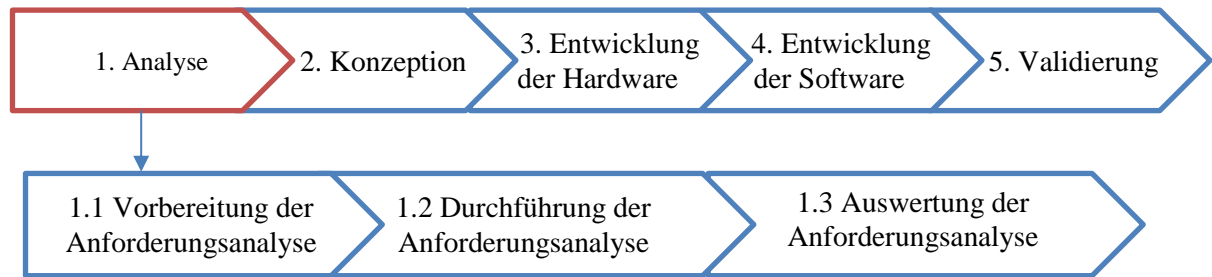 1. Analyse
2. Konzeption
3. Entwicklung
der Hardware
4. Entwicklung
der Software
5. Validierung
1.1 Vorbereitung der
Anforderungsanalyse
1.2 Durchführung der
Anforderungsanalyse
1.3 Auswertung der
Anforderungsanalyse